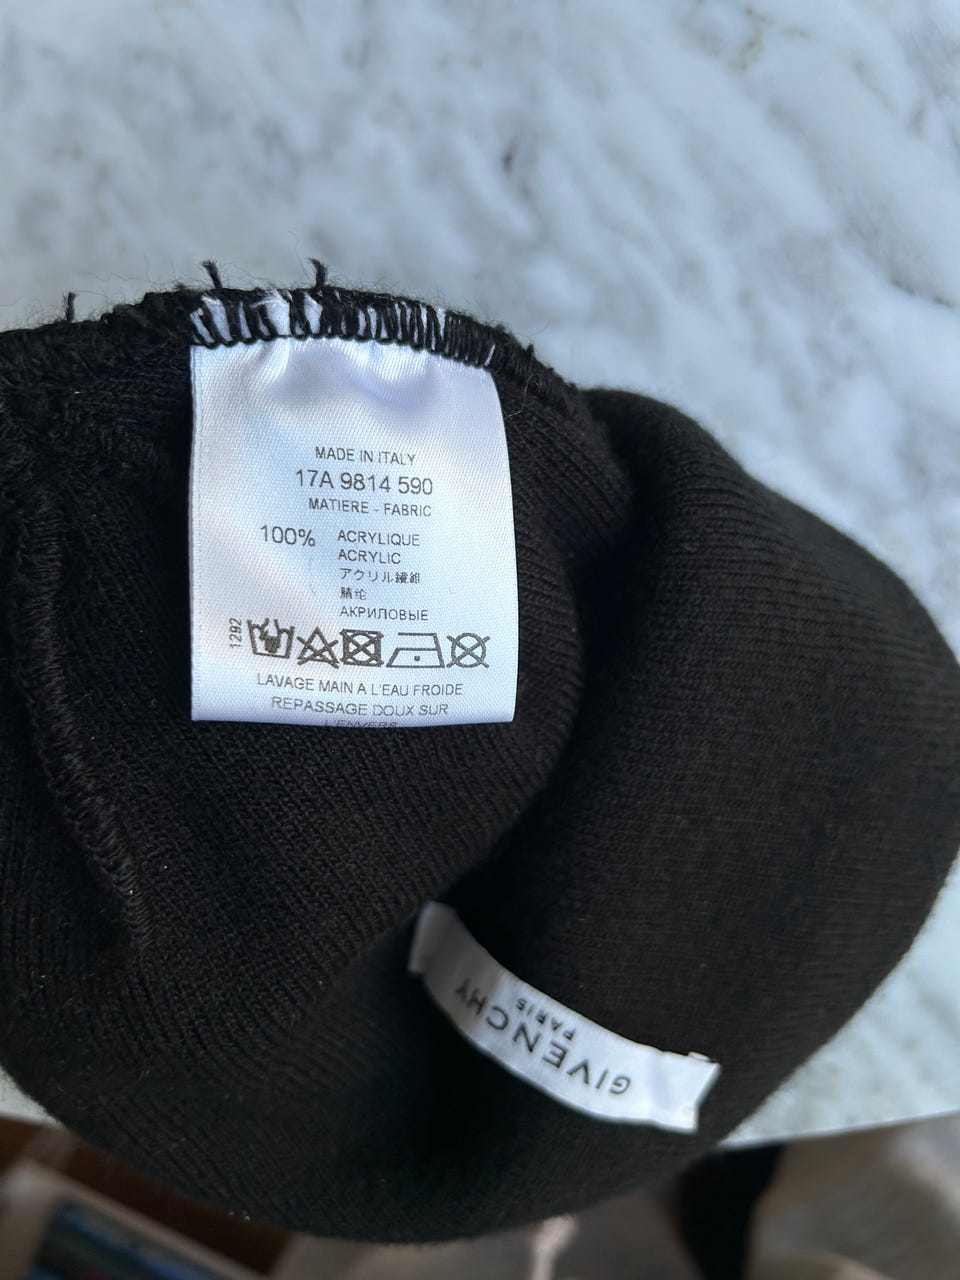 MADE IN ITALY
17A 9814 590
MATIERE - FABRIC
100% ACRYLIQUE
ACRYLIC
アクリル繊維
腈纶
АКРИЛОВЫЕ
1292
LAVAGE MAIN A L'EAU FROIDE
REPASSAGE DOUX SUR
L'ENVERS
GIVENCHY
PARIS